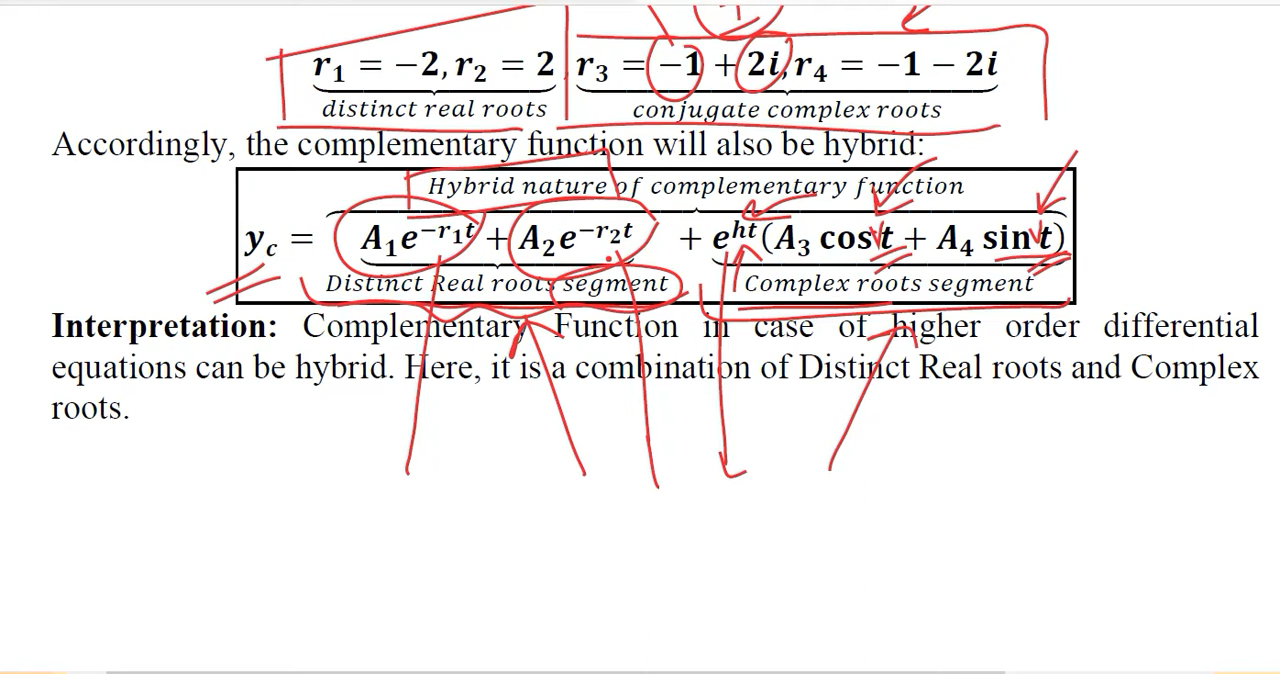 r₁ = −2, r₂ = 2, r₃ = −1 + 2i, r₄ = −1 − 2i
distinct real roots conjugate complex roots
Accordingly, the complementary function will also be hybrid:
Hybrid nature of complementary function
y_c = A₁e^{−r₁t} + A₂e^{−r₂t} + e^{ht}(A₃ cos vt + A₄ sin vt)
Distinct Real roots segment Complex roots segment
Interpretation: Complementary Function in case of higher order differential
equations can be hybrid. Here, it is a combination of Distinct Real roots and Complex
roots.